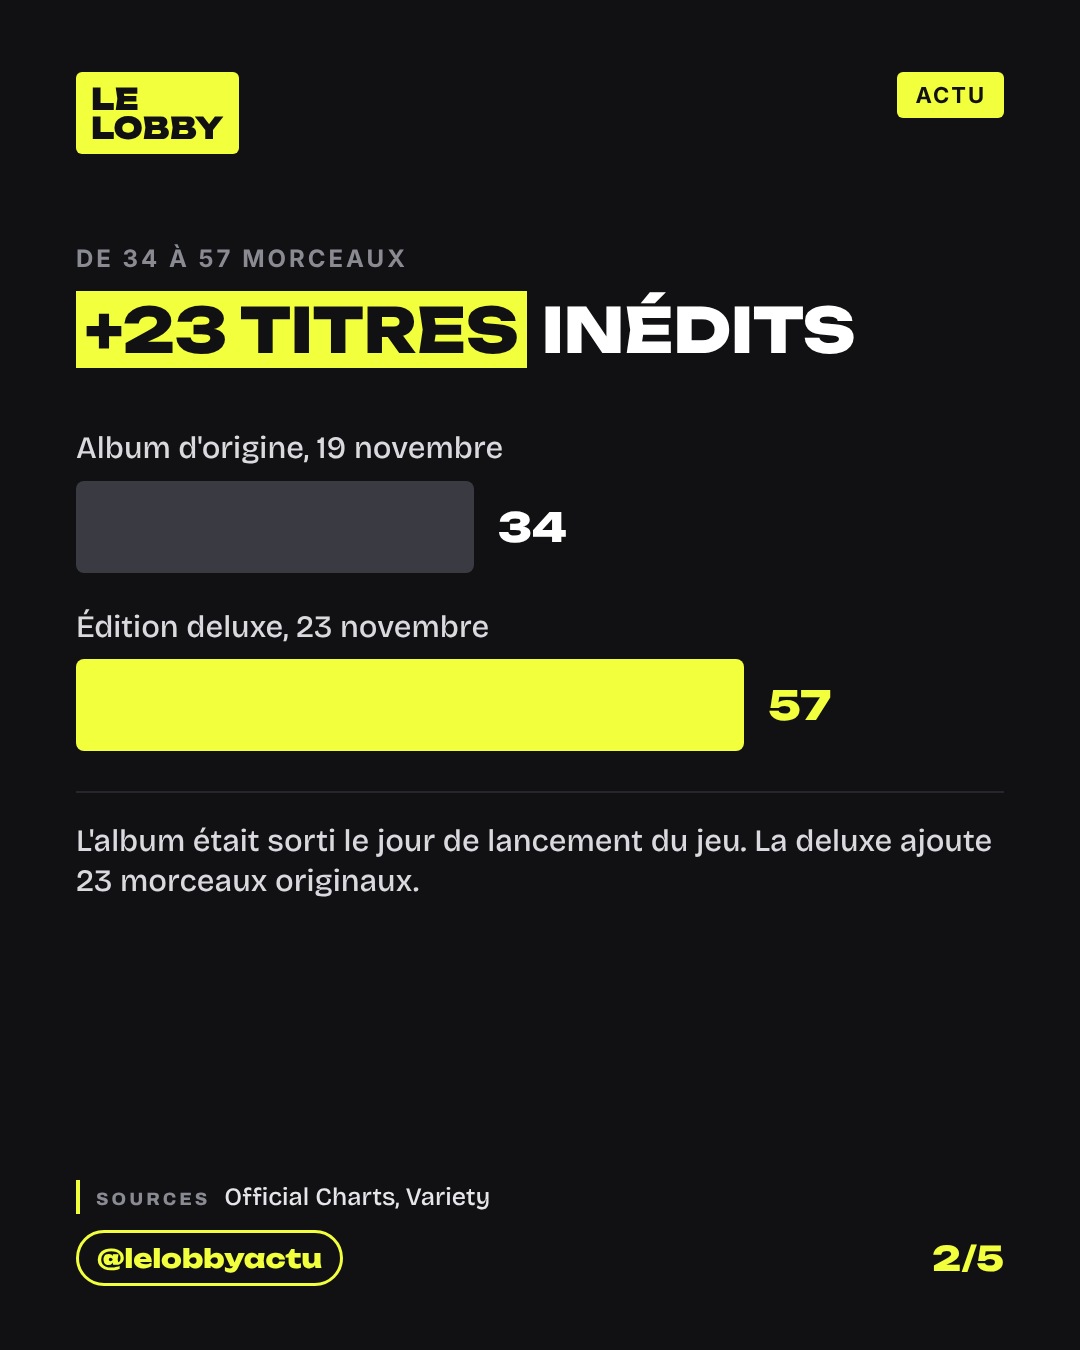 LE
LOBBY
ACTU
DE 34 À 57 MORCEAUX
+23 TITRES INÉDITS
Album d'origine, 19 novembre
34
Édition deluxe, 23 novembre
57
L'album était sorti le jour de lancement du jeu. La deluxe ajoute
23 morceaux originaux.
SOURCES Official Charts, Variety
@lelobbyactu
2/5